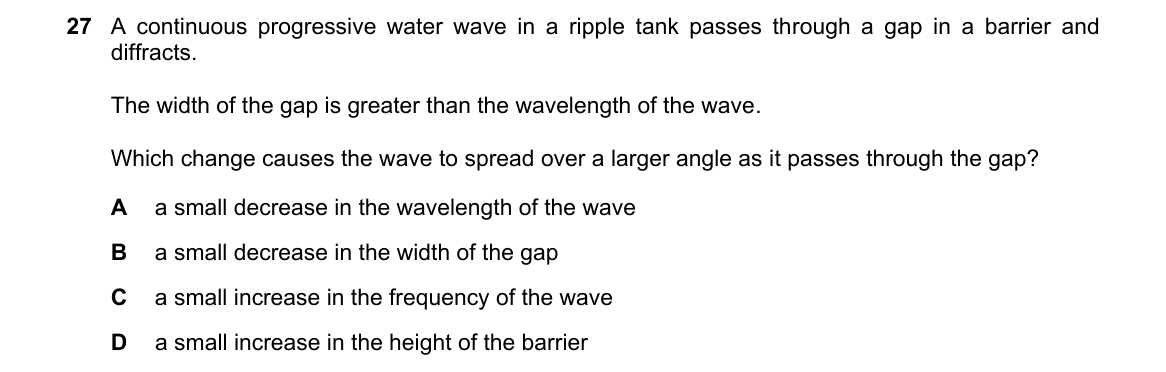 27 A continuous progressive water wave in a ripple tank passes through a gap in a barrier and
diffracts.
The width of the gap is greater than the wavelength of the wave.
Which change causes the wave to spread over a larger angle as it passes through the gap?
A a small decrease in the wavelength of the wave
B a small decrease in the width of the gap
C a small increase in the frequency of the wave
D a small increase in the height of the barrier